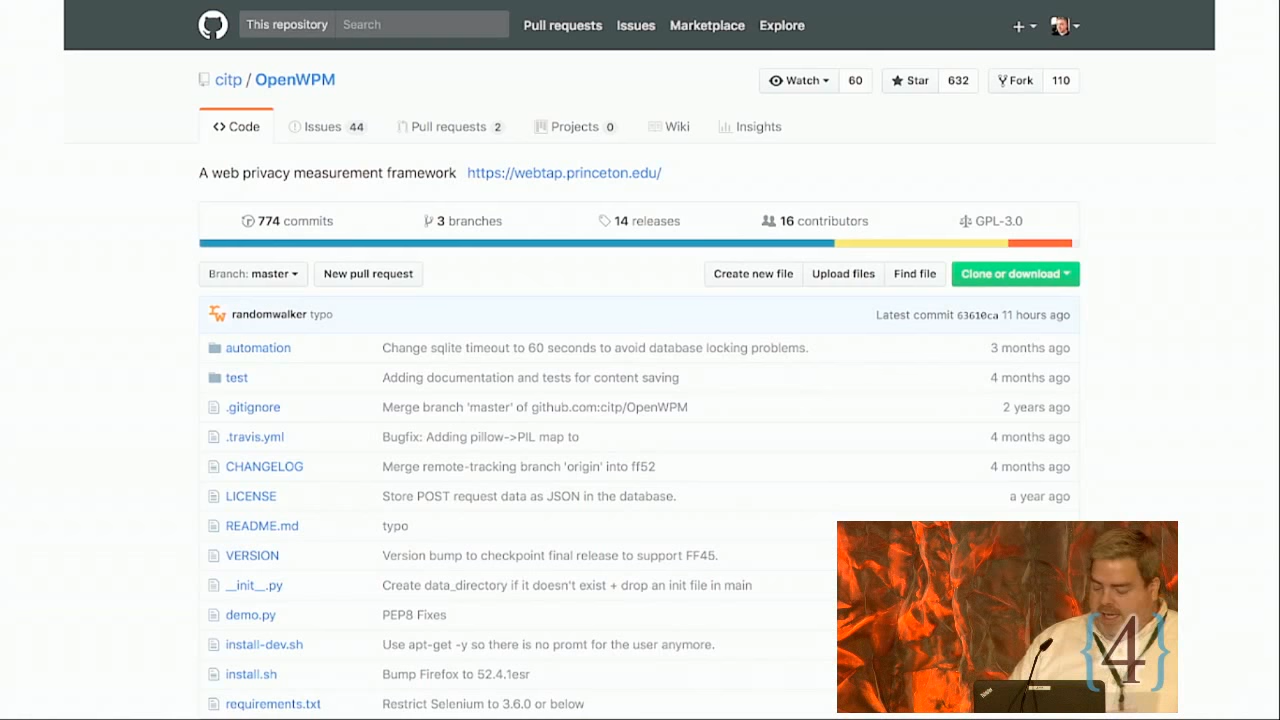 This repository Search Pull requests Issues Marketplace Explore
citp / OpenWPM Watch 60 Star 632 Fork 110
Code Issues 44 Pull requests 2 Projects 0 Wiki Insights
A web privacy measurement framework https://webtap.princeton.edu/
774 commits 3 branches 14 releases 16 contributors GPL-3.0
Branch: master New pull request Create new file Upload files Find file Clone or download
randomwalker typo Latest commit 63610ca 11 hours ago
automation Change sqlite timeout to 60 seconds to avoid database locking problems. 3 months ago
test Adding documentation and tests for content saving 4 months ago
.gitignore Merge branch 'master' of github.com:citp/OpenWPM 2 years ago
.travis.yml Bugfix: Adding pillow->PIL map to 4 months ago
CHANGELOG Merge remote-tracking branch 'origin' into ff52 4 months ago
LICENSE Store POST request data as JSON in the database. a year ago
README.md typo
VERSION Version bump to checkpoint final release to support FF45.
__init__.py Create data_directory if it doesn't exist + drop an init file in main
demo.py PEP8 Fixes
install-dev.sh Use apt-get -y so there is no promt for the user anymore.
install.sh Bump Firefox to 52.4.1esr
requirements.txt Restrict Selenium to 3.6.0 or below
{4}